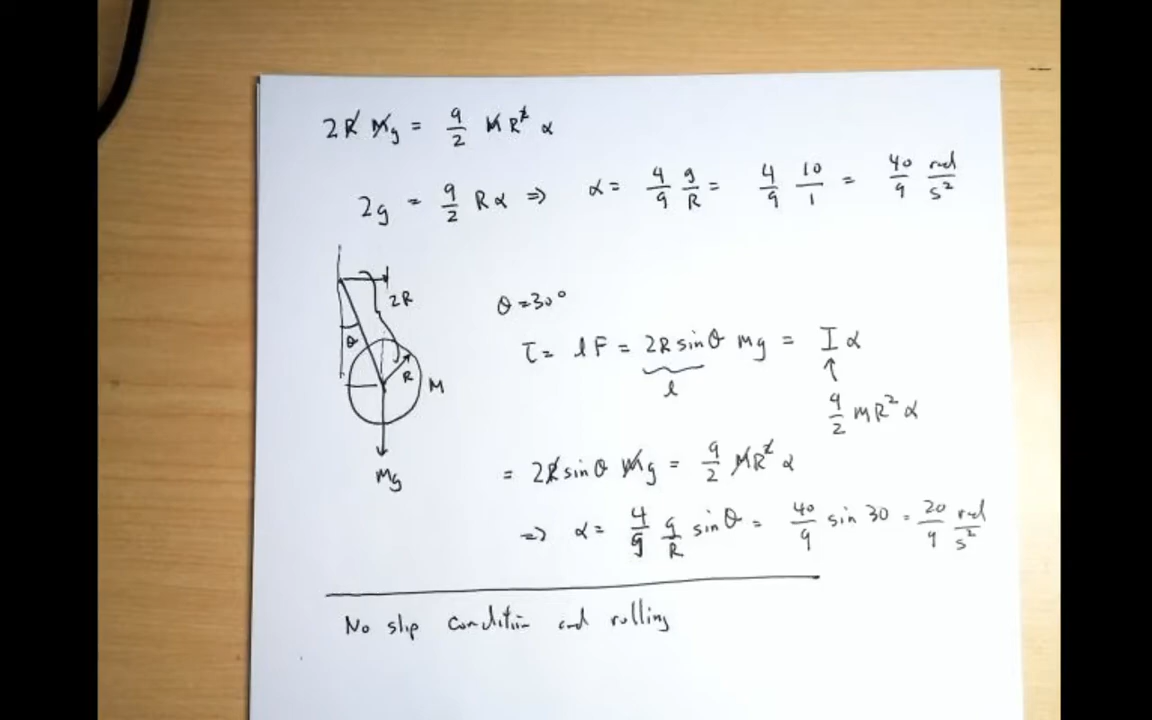 2R Mg = 9/2 MR² α
2g = 9/2 Rα ⇒ α = 4/9 g/R = 4/9 10/1 = 40/9 rad/s²
2R
θ = 30°
θ
τ = lF = 2R sinθ Mg = I α
l
R
M
9/2 MR² α
Mg
= 2R sinθ Mg = 9/2 MR² α
⇒ α = 4/9 g/R sinθ = 40/9 sin 30 = 20/9 rad/s²
No slip condition and rolling